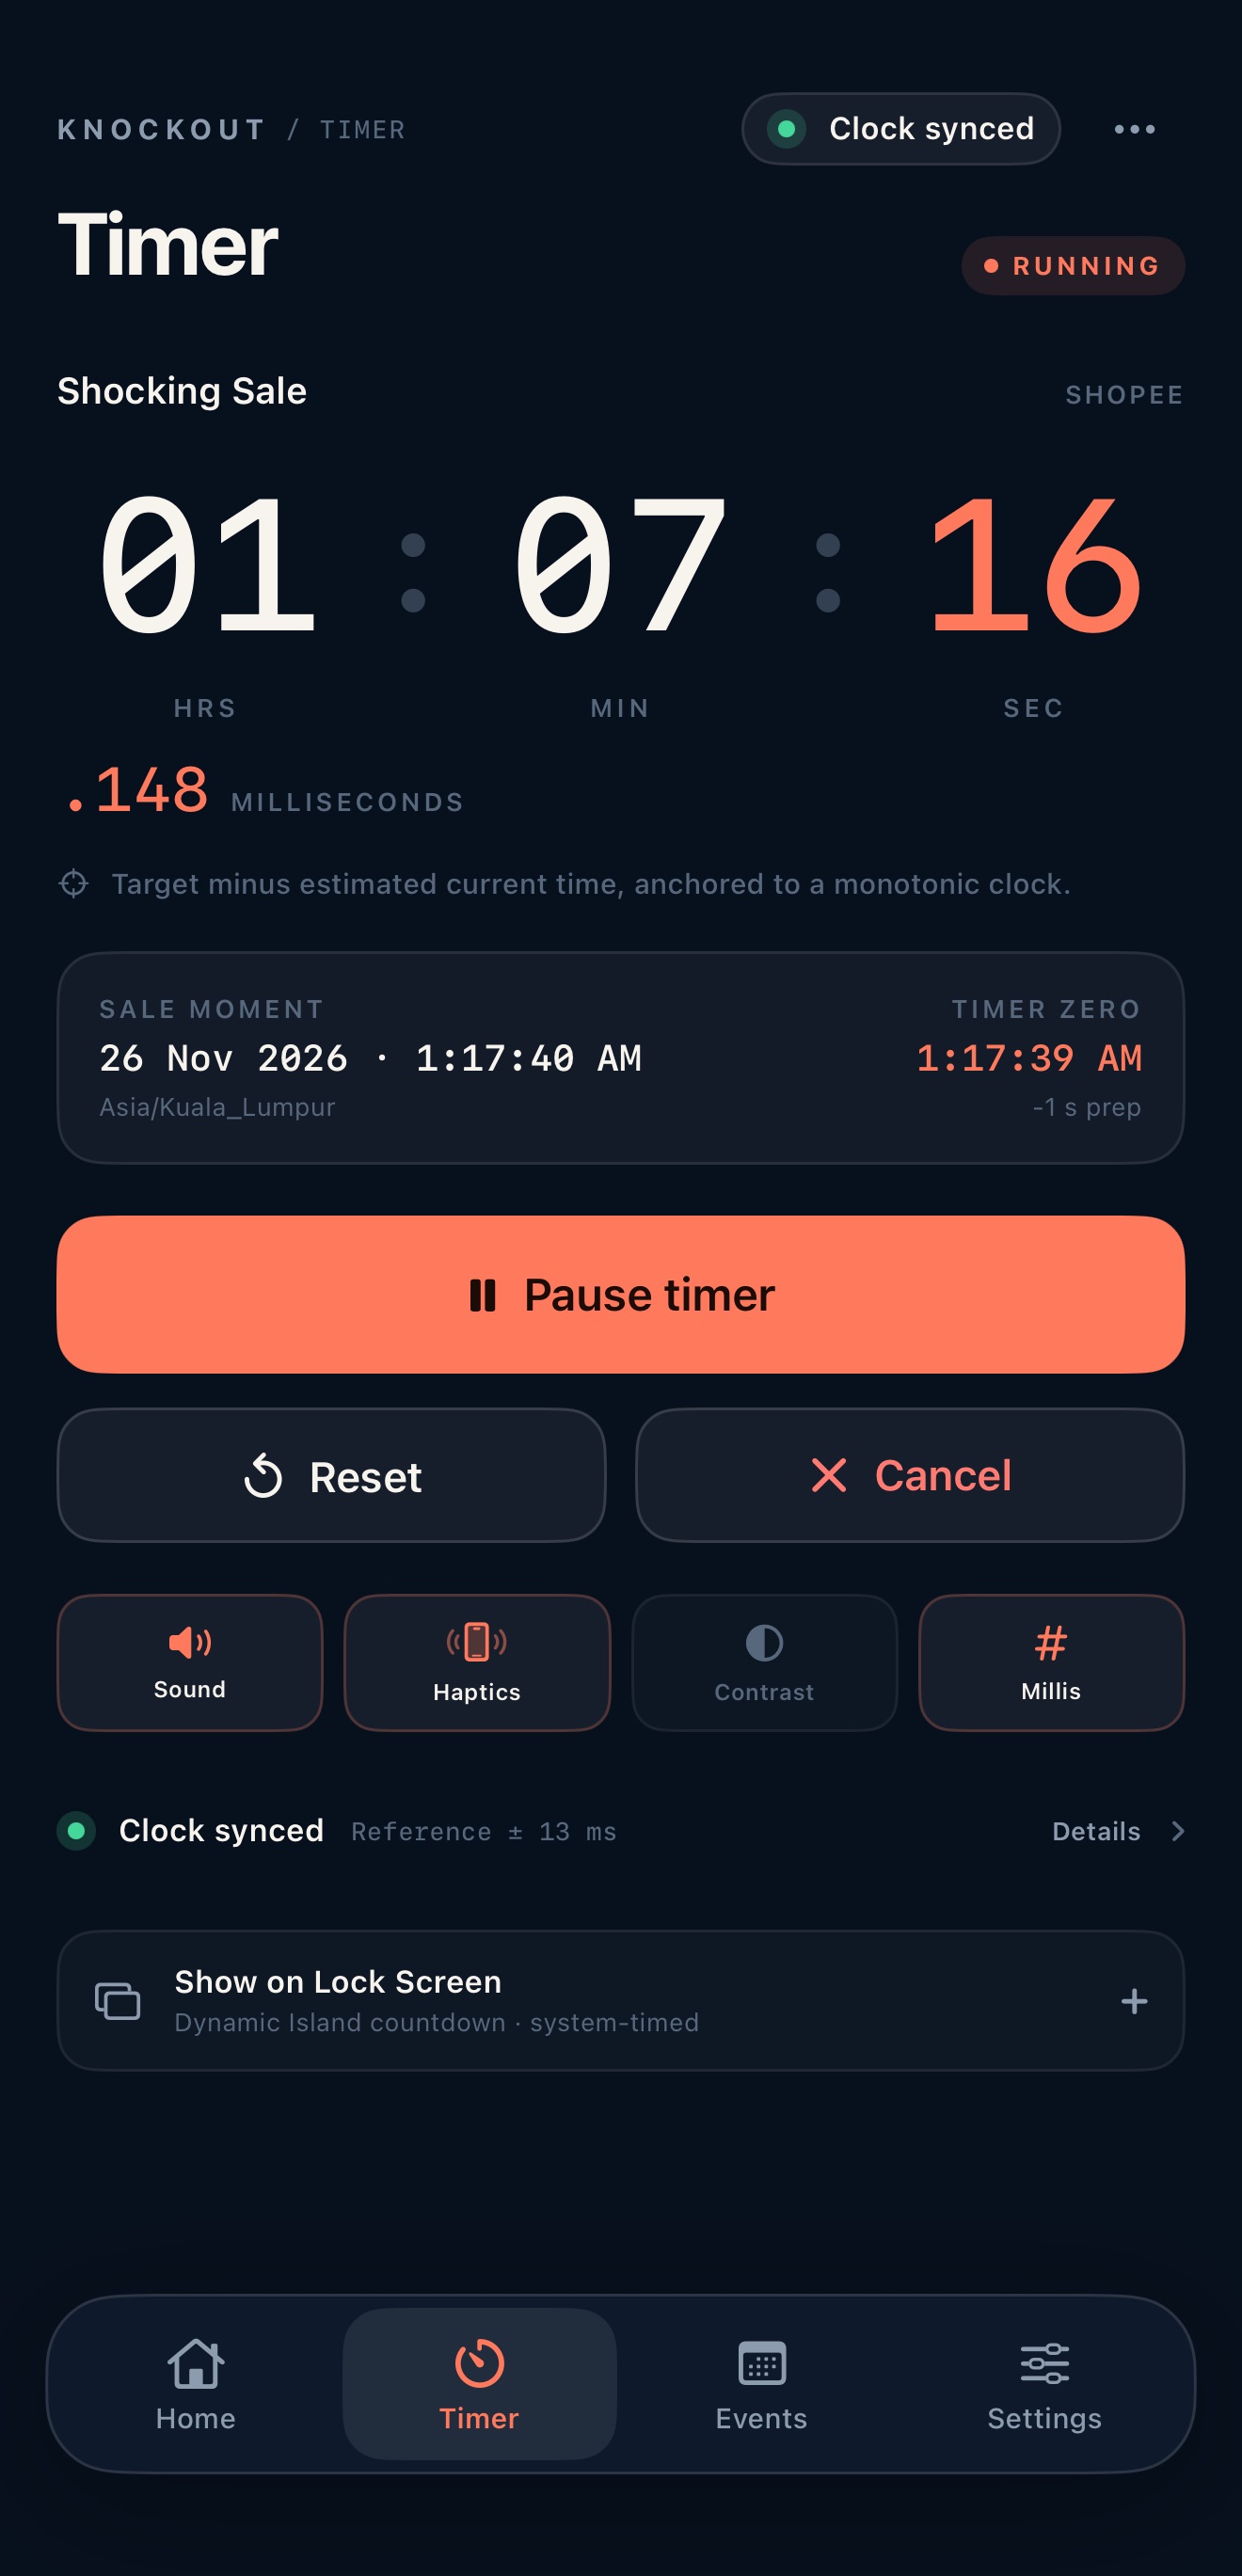 KNOCKOUT / TIMER
Clock synced
Timer
RUNNING
Shocking Sale
SHOPEE
01 : 07 : 16
HRS MIN SEC
.148 MILLISECONDS
Target minus estimated current time, anchored to a monotonic clock.
SALE MOMENT
TIMER ZERO
26 Nov 2026 · 1:17:40 AM
1:17:39 AM
Asia/Kuala_Lumpur
-1 s prep
Pause timer
Reset
Cancel
Sound
Haptics
Contrast
Millis
Clock synced Reference ± 13 ms
Details
Show on Lock Screen
Dynamic Island countdown · system-timed
Home
Timer
Events
Settings